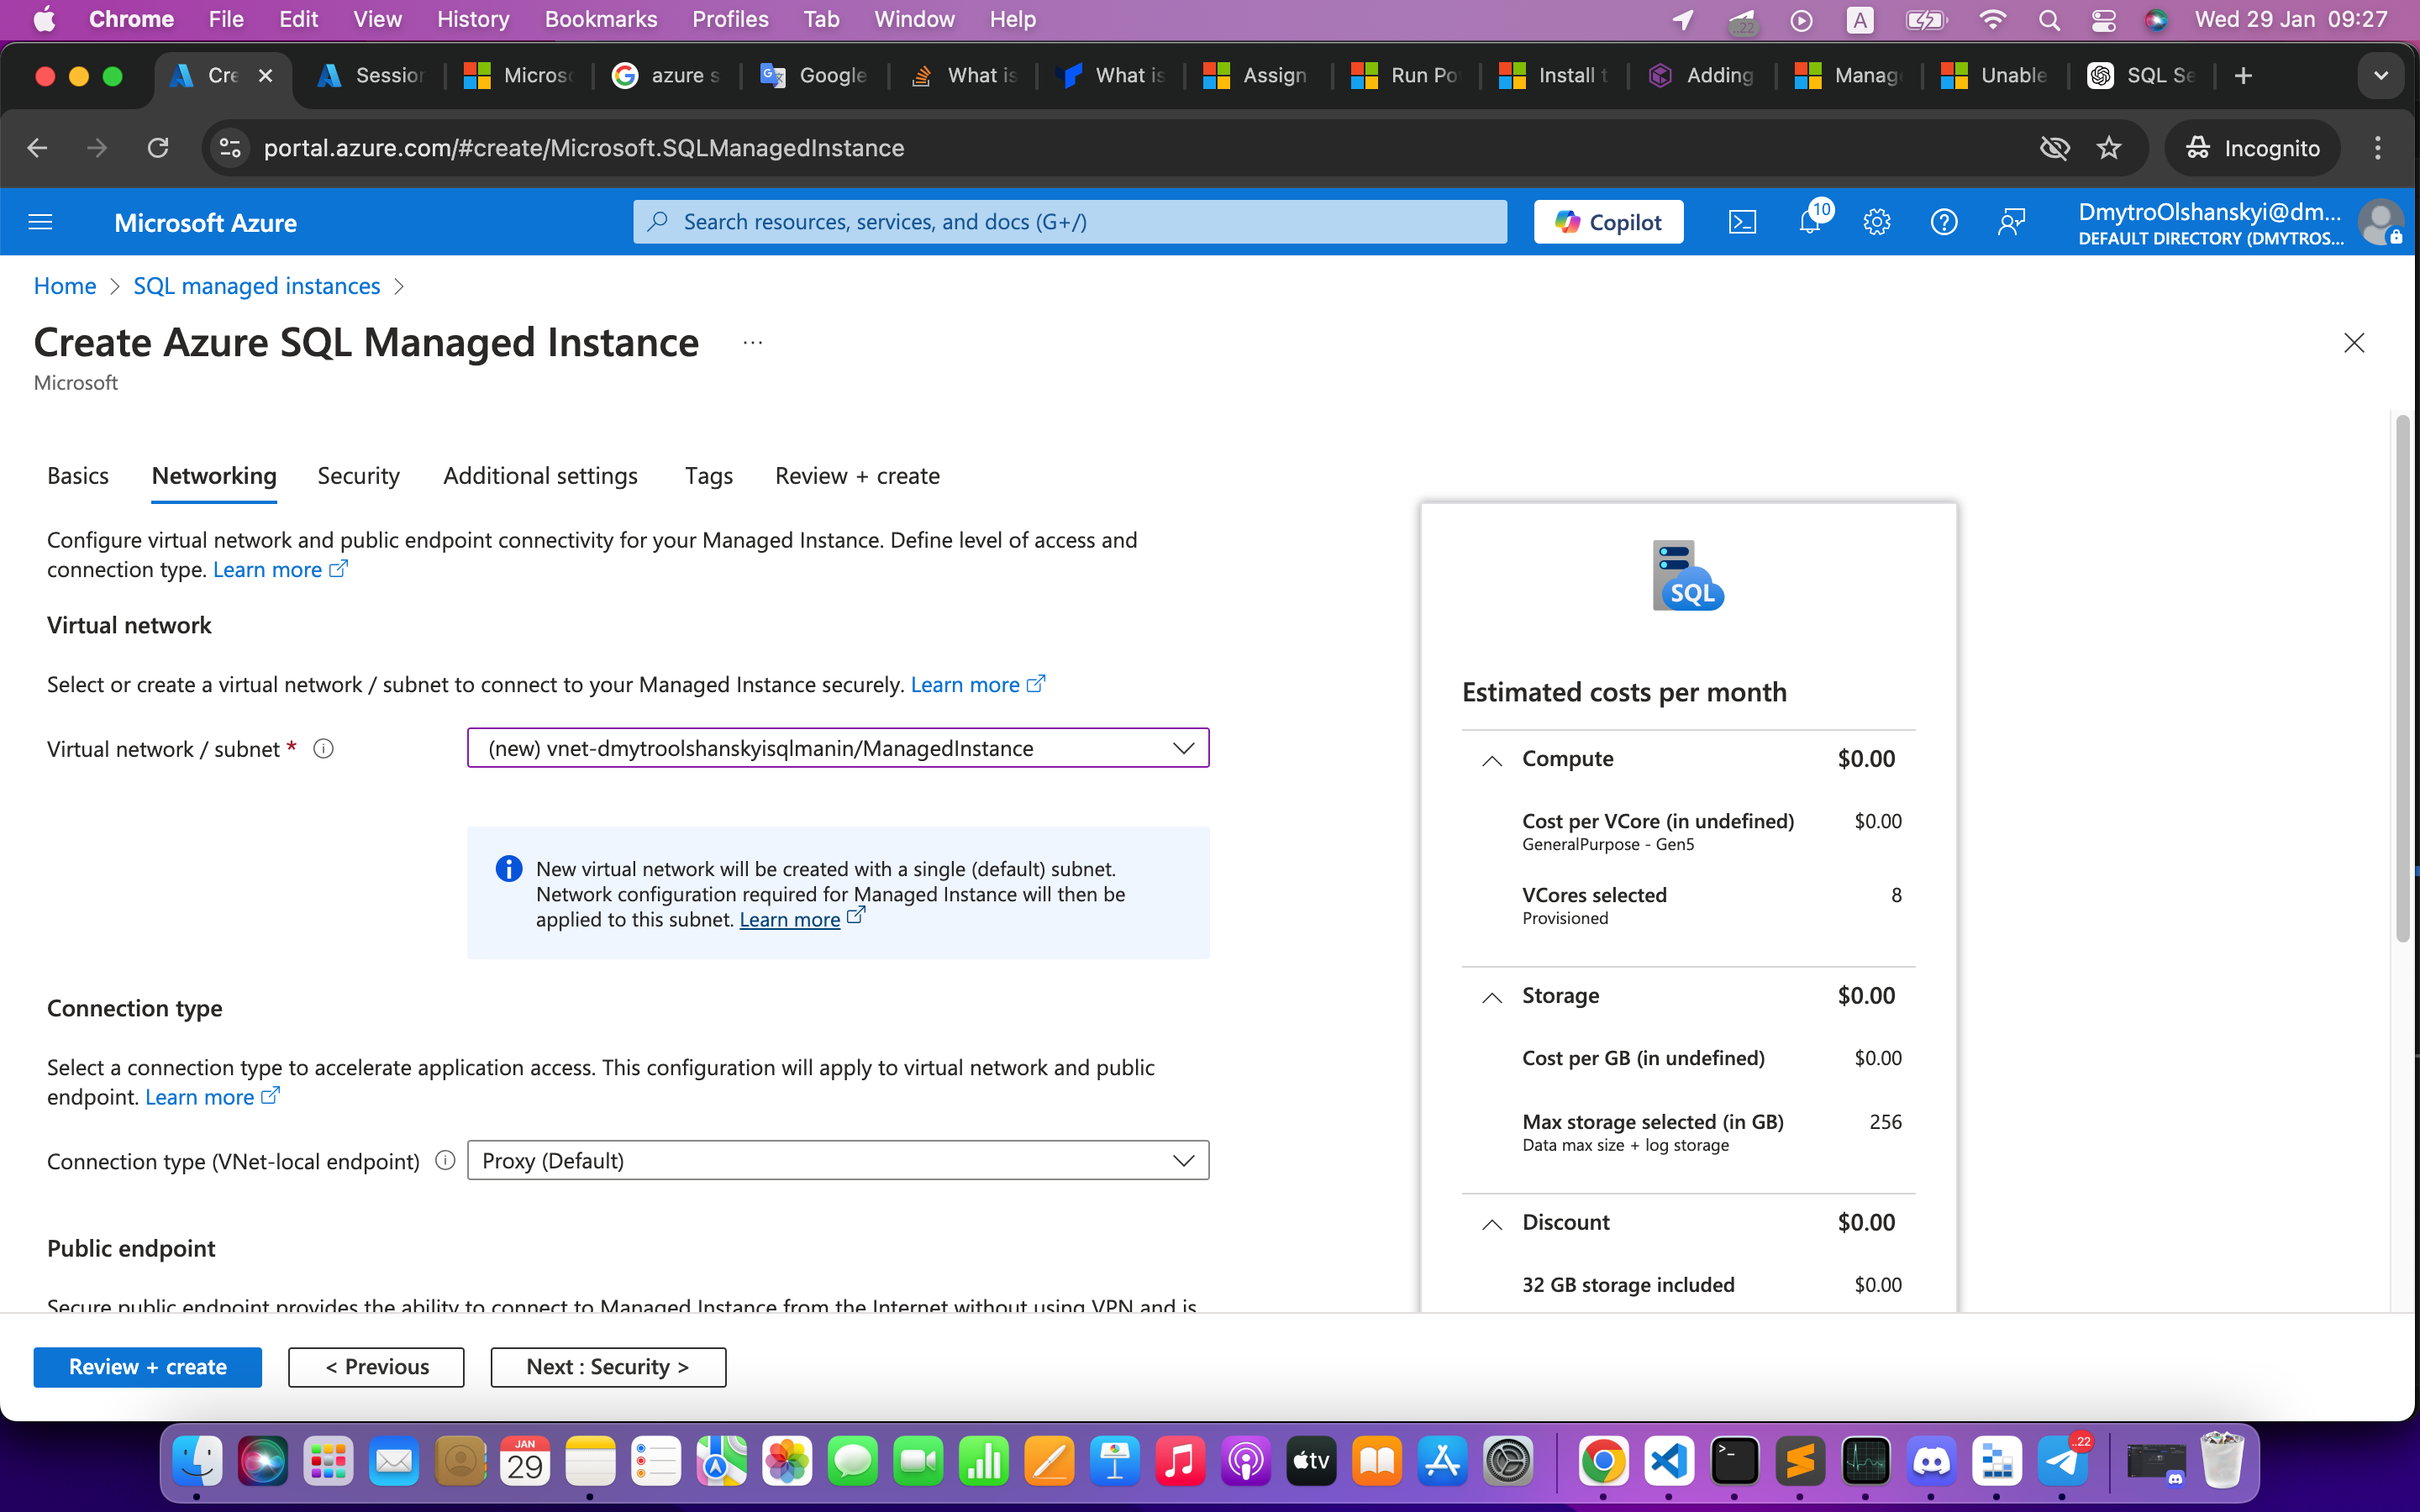 Chrome File Edit View History Bookmarks Profiles Tab Window Help
22 A Wed 29 Jan 09:27
Cre Session Micros azure s Google What is What is Assign Run Po Install t Adding Manag Unable SQL Se
portal.azure.com/#create/Microsoft.SQLManagedInstance
Incognito
Microsoft Azure
Search resources, services, and docs (G+/)
Copilot
10
DmytroOlshanskyi@dm...
DEFAULT DIRECTORY (DMYTROS...
Home > SQL managed instances >
Create Azure SQL Managed Instance ...
Microsoft
Basics Networking Security Additional settings Tags Review + create
Configure virtual network and public endpoint connectivity for your Managed Instance. Define level of access and
connection type. Learn more
Virtual network
Select or create a virtual network / subnet to connect to your Managed Instance securely. Learn more
Virtual network / subnet *
(new) vnet-dmytroolshanskyisqlmanin/ManagedInstance
New virtual network will be created with a single (default) subnet.
Network configuration required for Managed Instance will then be
applied to this subnet. Learn more
Connection type
Select a connection type to accelerate application access. This configuration will apply to virtual network and public
endpoint. Learn more
Connection type (VNet-local endpoint)
Proxy (Default)
Public endpoint
Secure public endpoint provides the ability to connect to Managed Instance from the Internet without using VPN and is
SQL
Estimated costs per month
Compute $0.00
Cost per VCore (in undefined) $0.00
GeneralPurpose - Gen5
VCores selected 8
Provisioned
Storage $0.00
Cost per GB (in undefined) $0.00
Max storage selected (in GB) 256
Data max size + log storage
Discount $0.00
32 GB storage included $0.00
Review + create
< Previous
Next : Security >
JAN
29
tv
..22